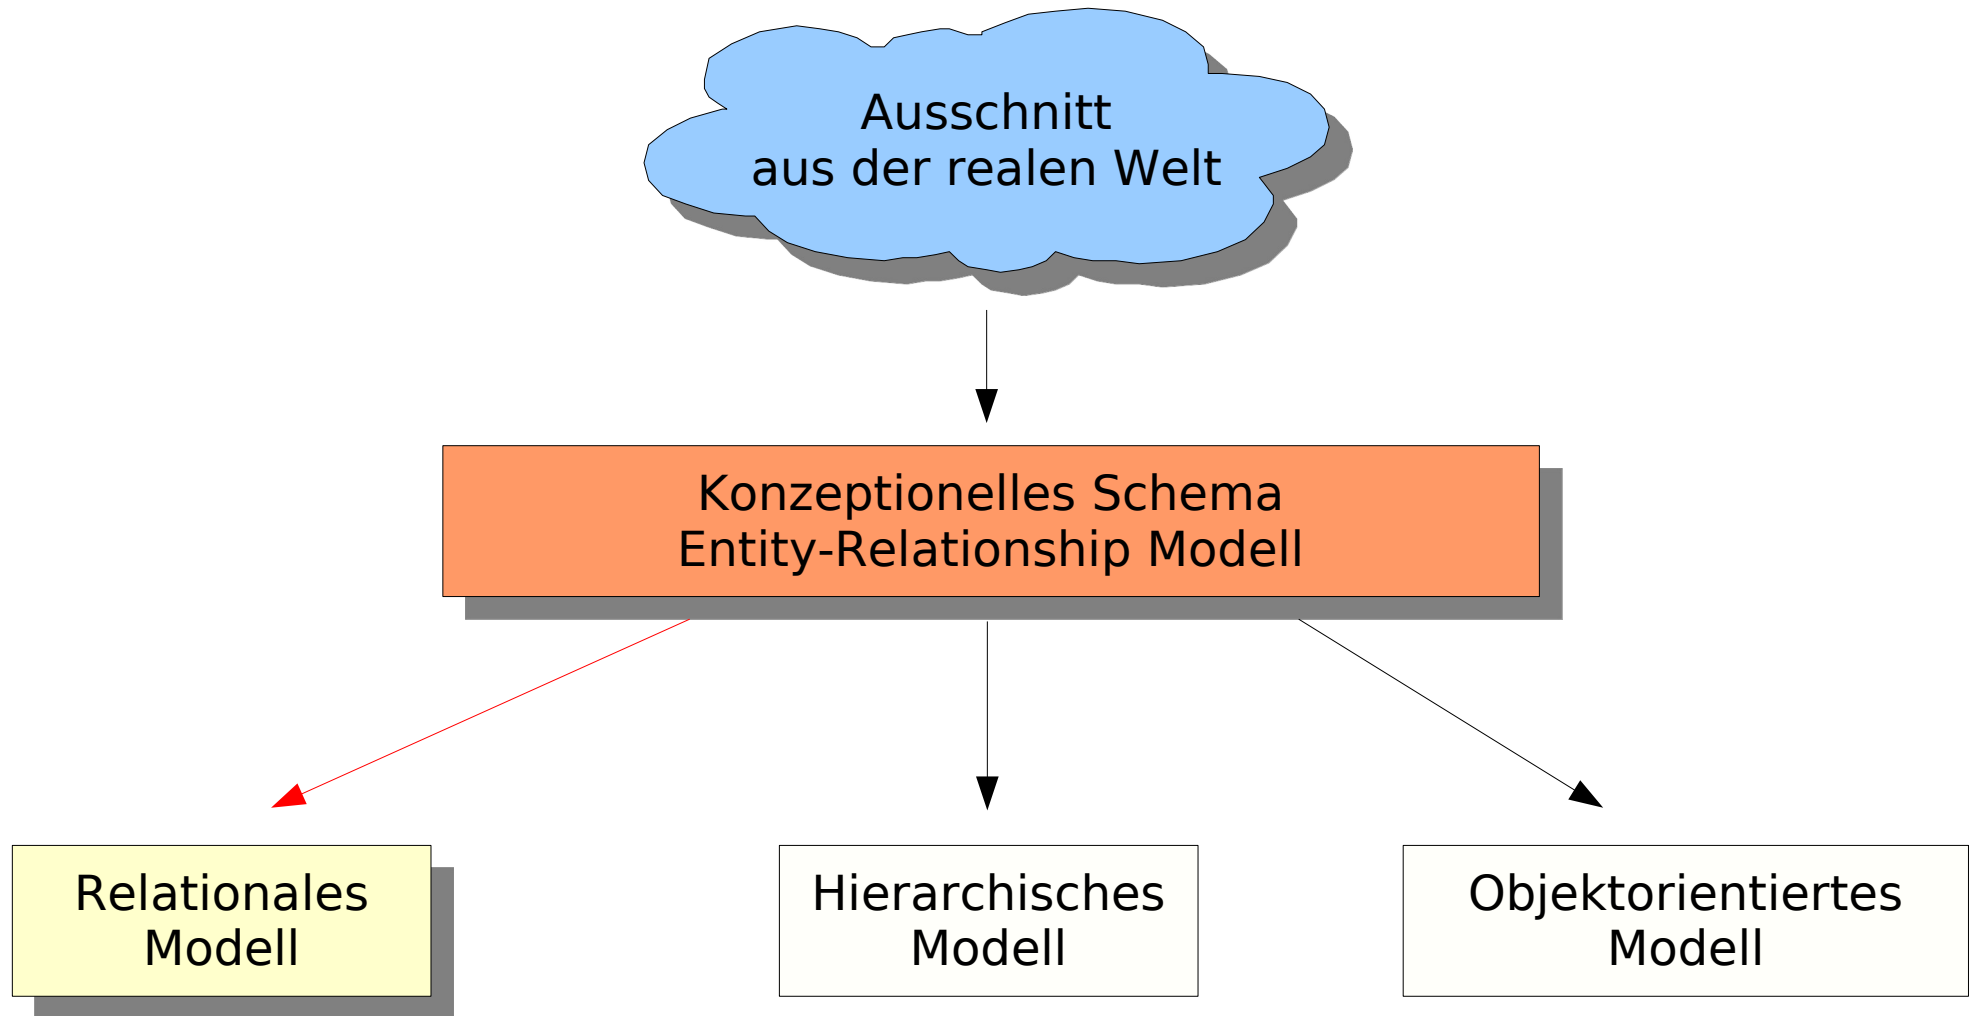 Ausschnitt
aus der realen Welt
Konzeptionelles Schema
Entity-Relationship Modell
Relationales
Modell
Hierarchisches
Modell
Objektorientiertes
Modell